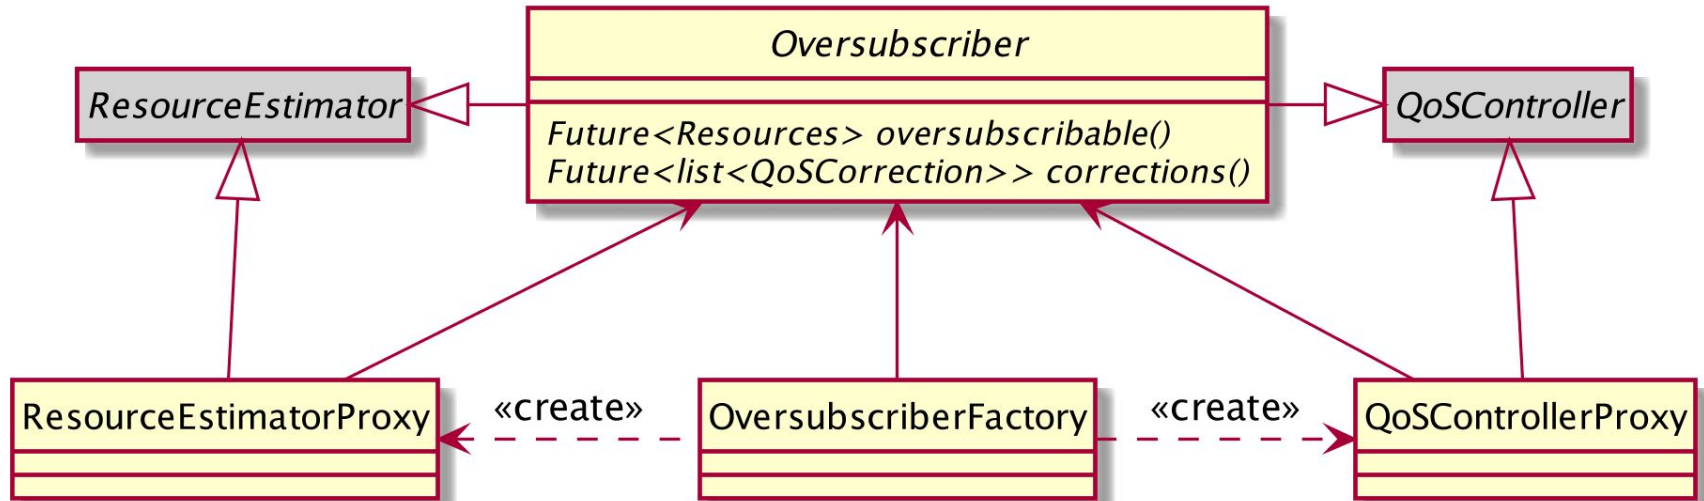 Oversubscriber
ResourceEstimator
QoSController
Future<Resources> oversubscribable()
Future<list<QoSCorrection>> corrections()
«create»
«create»
ResourceEstimatorProxy
OversubscriberFactory
QoSControllerProxy